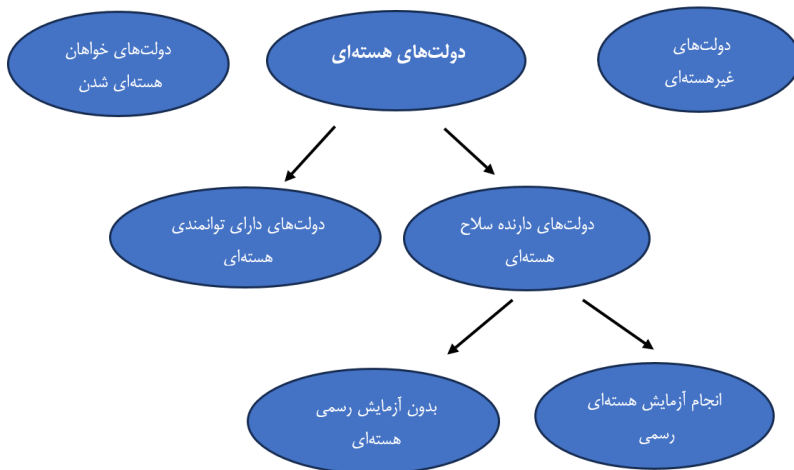 دولت‌های
غیرهسته‌ای
دولت‌های هسته‌ای
دولت‌های خواهان
هسته‌ای شدن
دولت‌های دارنده سلاح
هسته‌ای
دولت‌های دارای توانمندی
هسته‌ای
انجام آزمایش هسته‌ای
رسمی
بدون آزمایش رسمی
هسته‌ای